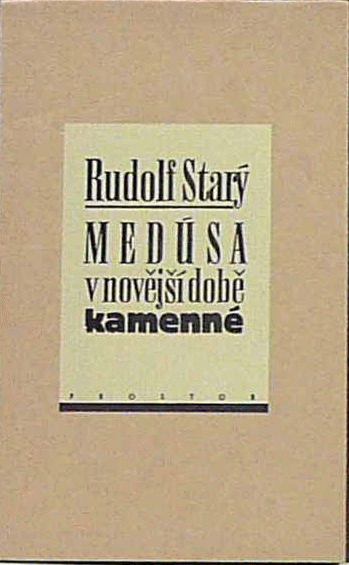 Rudolf Starý
MEDÚSA
v novější době
kamenné
PROSTOR